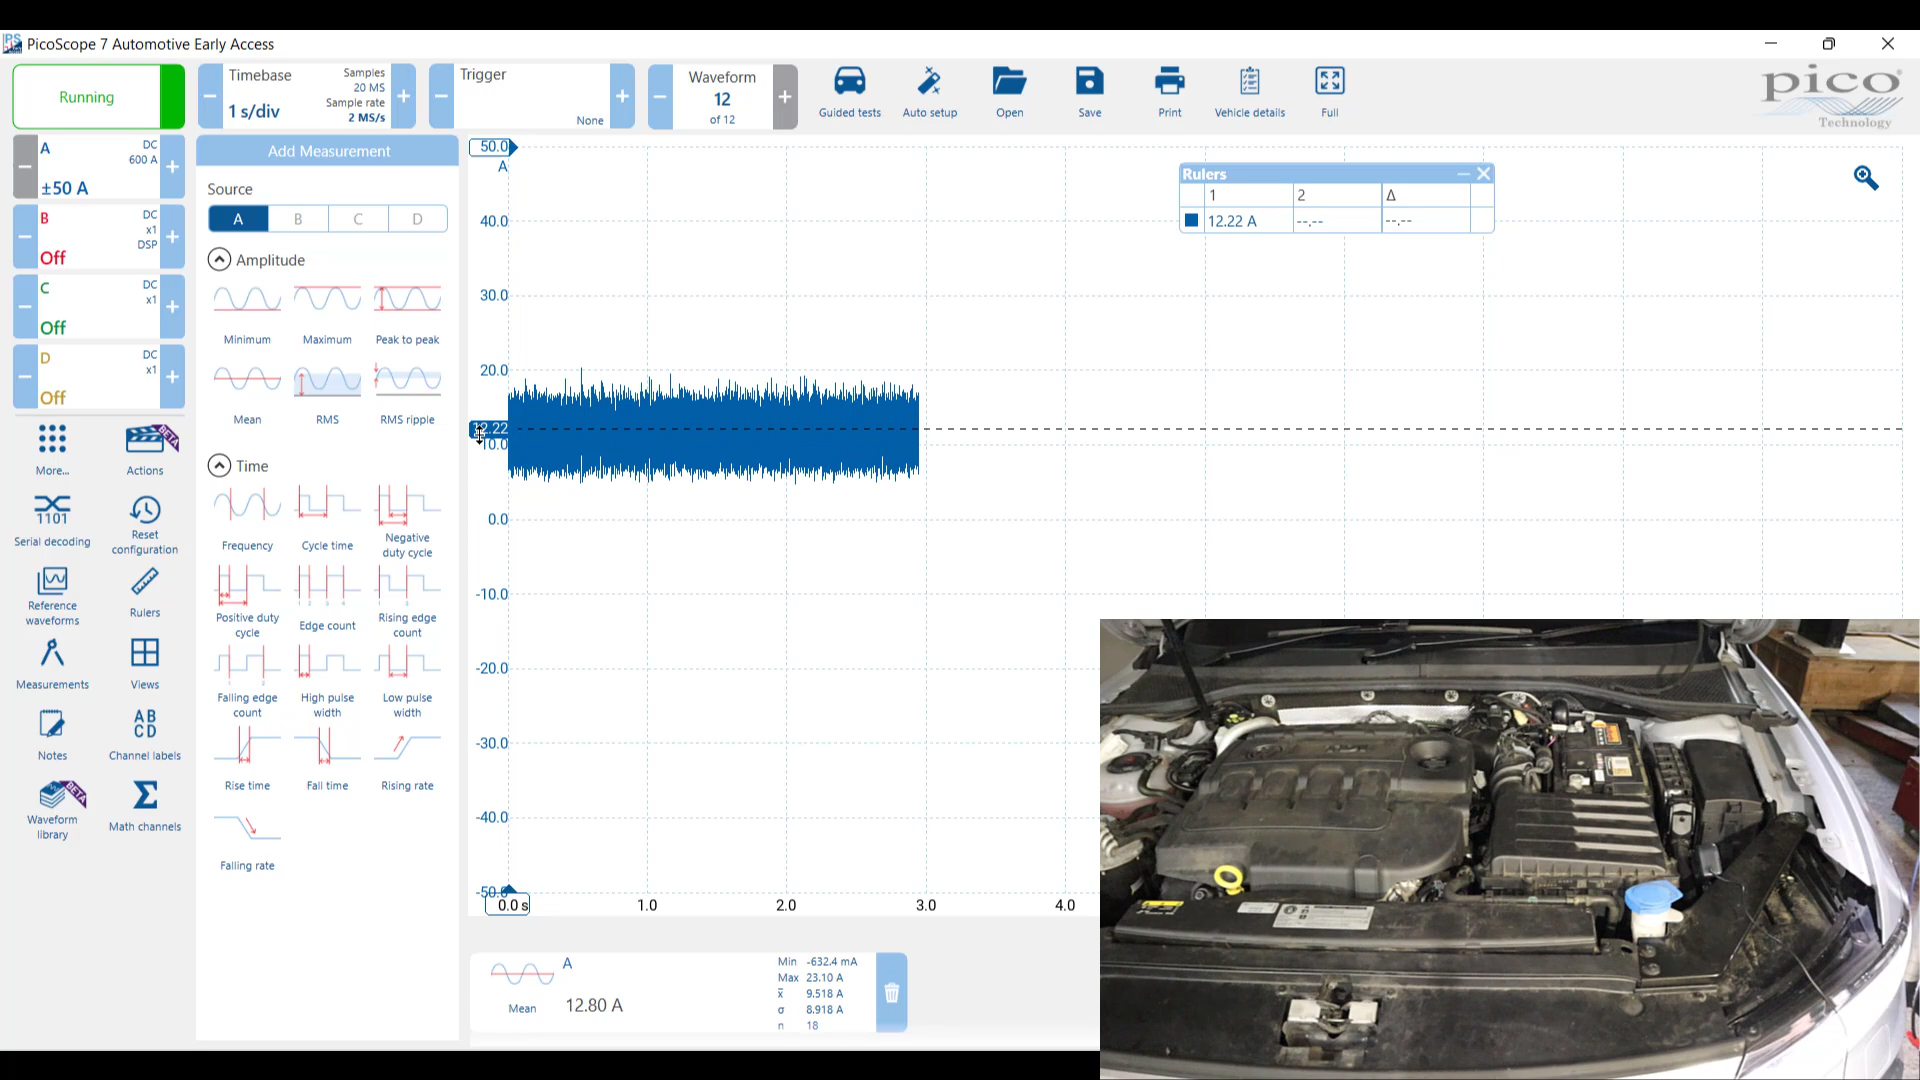 PicoScope 7 Automotive Early Access
Running
Timebase
1 s/div
Samples
20 MS
Sample rate
2 MS/s
Trigger
None
Waveform
12
of 12
Guided tests
Auto setup
Open
Save
Print
Vehicle details
Full
pico
Technology
A
DC
600 A
±50 A
B
DC
x1
DSP
Off
C
DC
x1
Off
D
DC
x1
Off
More...
Actions
BETA
Serial decoding
1101
Reset
configuration
Reference
waveforms
Rulers
Measurements
Views
Notes
AB
CD
Channel labels
Waveform
library
BETA
Math channels
Add Measurement
Source
A B C D
Amplitude
Minimum
Maximum
Peak to peak
Mean
RMS
RMS ripple
Time
Frequency
Cycle time
Negative
duty cycle
Positive duty
cycle
Edge count
Rising edge
count
Falling edge
count
High pulse
width
Low pulse
width
Rise time
Fall time
Rising rate
Falling rate
50.0
A
40.0
30.0
20.0
0.0
-10.0
-20.0
-30.0
-40.0
0.0 s 1.0 2.0 3.0 4.0
Rulers
1 2 Δ
12.22 A --.-- --.--
A
Mean
12.80 A
Min -632.4 mA
Max 23.10 A
x̄ 9.518 A
σ 8.918 A
n 18